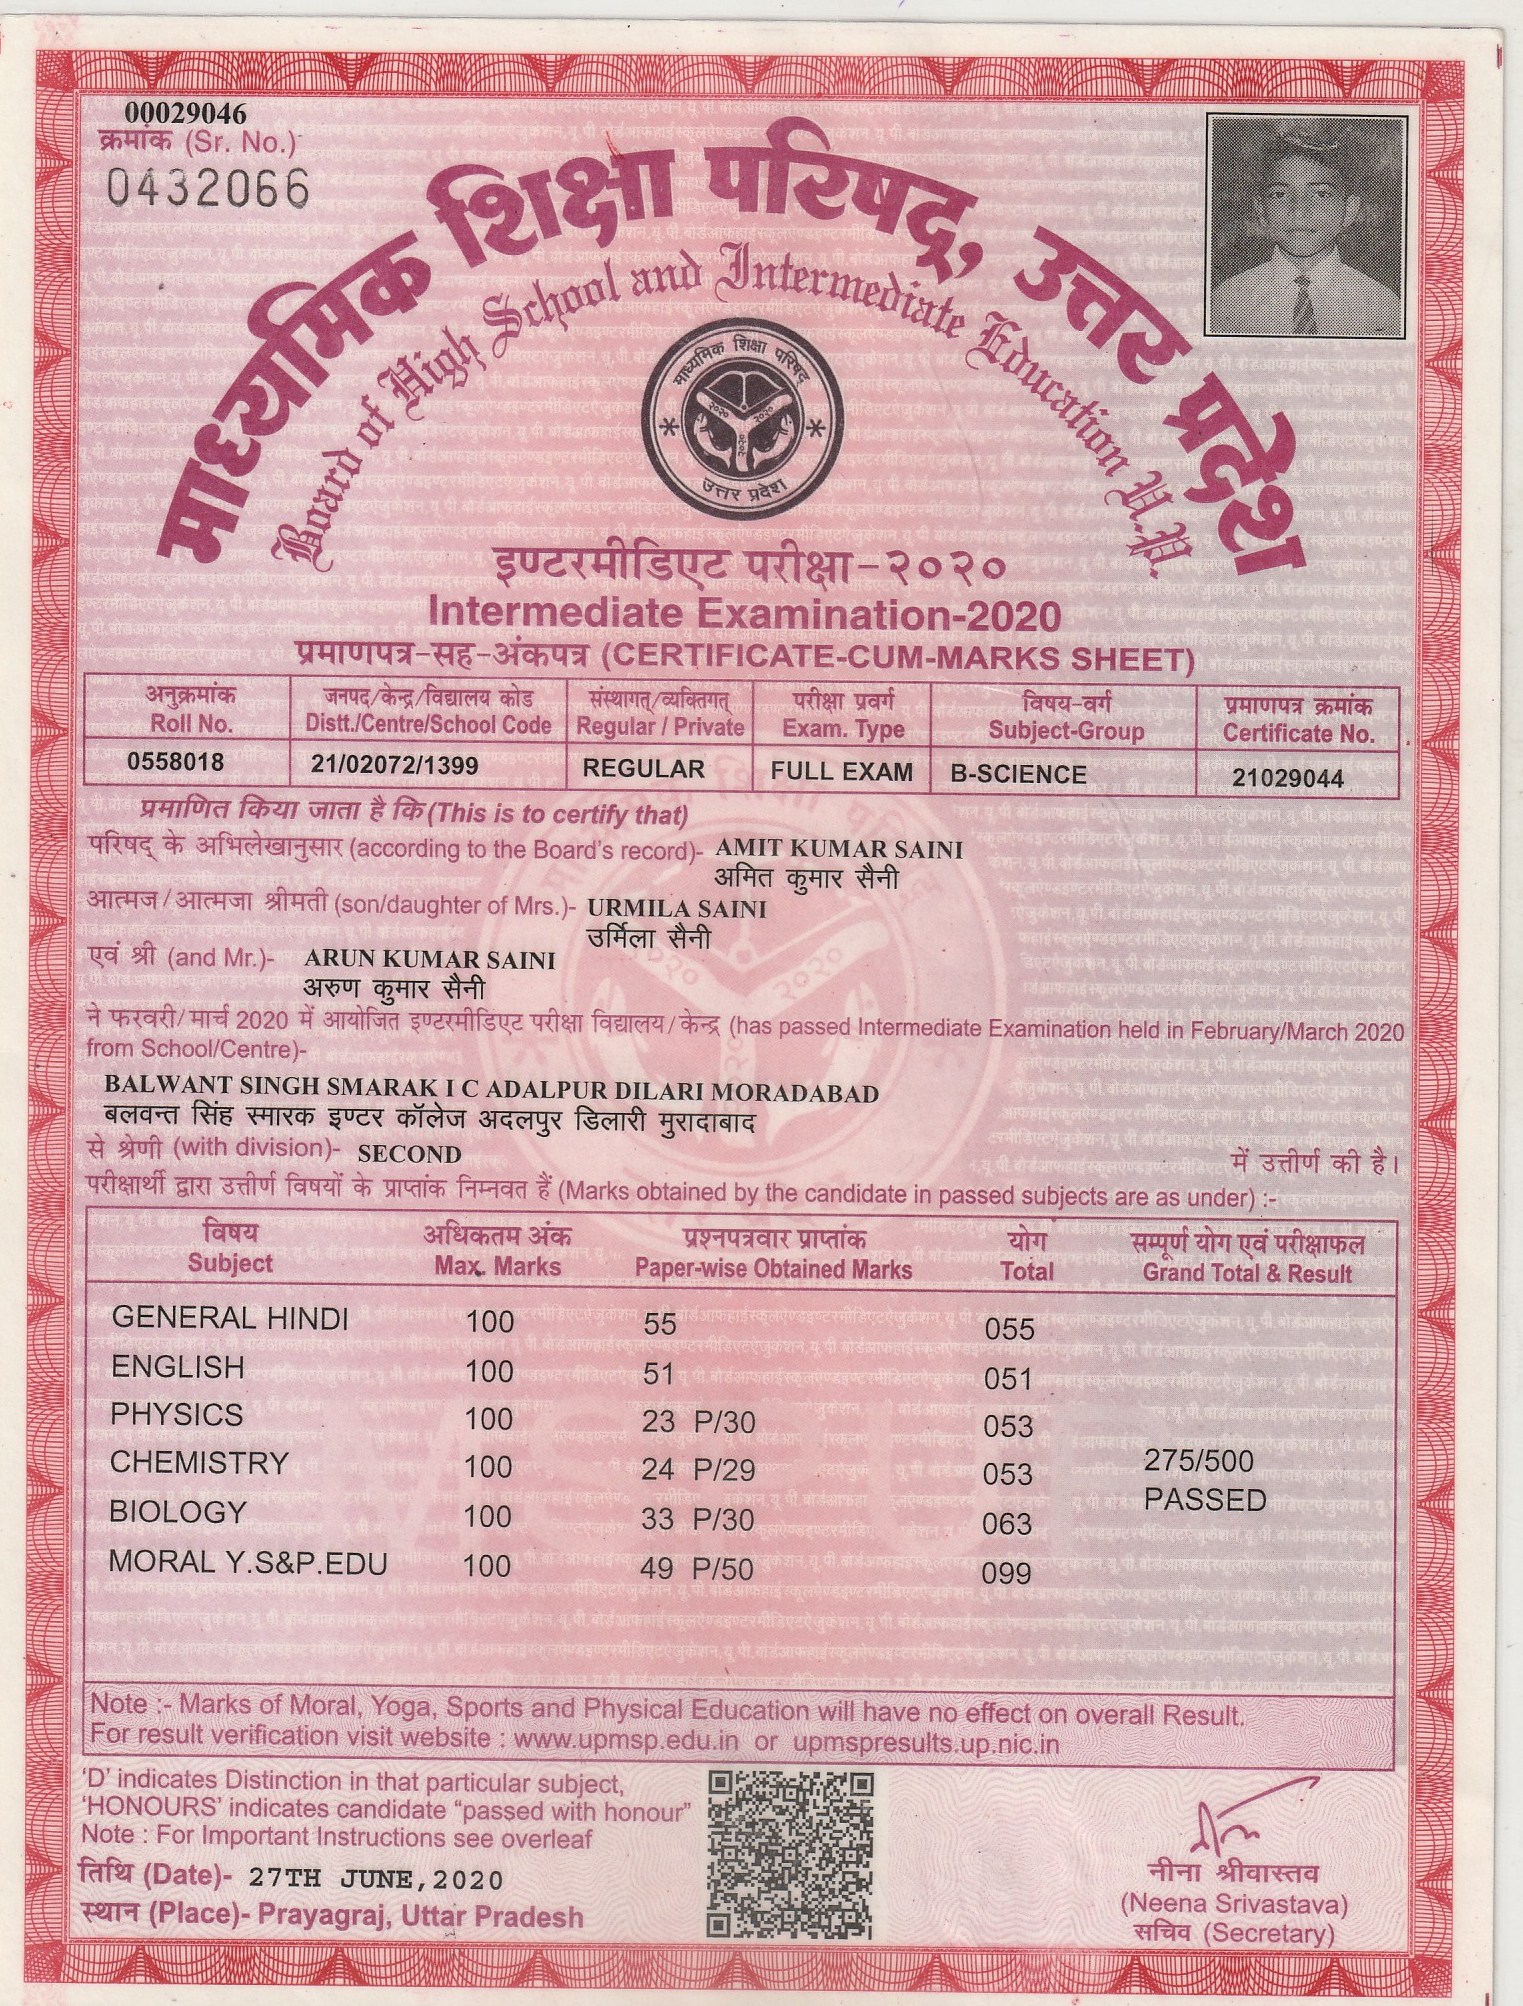 00029046
क्रमांक (Sr. No.)
0432066
माध्यमिक शिक्षा परिषद्, उत्तर प्रदेश
Board of High School and Intermediate Education U.P.
माध्यमिक शिक्षा परिषद्
उत्तर प्रदेश
इण्टरमीडिएट परीक्षा-२०२०
Intermediate Examination-2020
प्रमाणपत्र-सह-अंकपत्र (CERTIFICATE-CUM-MARKS SHEET)
अनुक्रमांक जनपद/केन्द्र/विद्यालय कोड संस्थागत्/व्यक्तिगत् परीक्षा प्रवर्ग विषय-वर्ग प्रमाणपत्र क्रमांक
Roll No. Distt./Centre/School Code Regular / Private Exam. Type Subject-Group Certificate No.
0558018 21/02072/1399 REGULAR FULL EXAM B-SCIENCE 21029044
प्रमाणित किया जाता है कि (This is to certify that)
परिषद् के अभिलेखानुसार (according to the Board's record)- AMIT KUMAR SAINI
अमित कुमार सैनी
आत्मज/आत्मजा श्रीमती (son/daughter of Mrs.)- URMILA SAINI
उर्मिला सैनी
एवं श्री (and Mr.)- ARUN KUMAR SAINI
अरुण कुमार सैनी
ने फरवरी/मार्च 2020 में आयोजित इण्टरमीडिएट परीक्षा विद्यालय/केन्द्र (has passed Intermediate Examination held in February/March 2020
from School/Centre)-
BALWANT SINGH SMARAK I C ADALPUR DILARI MORADABAD
बलवन्त सिंह स्मारक इण्टर कॉलेज अदलपुर डिलारी मुरादाबाद
से श्रेणी (with division)- SECOND में उत्तीर्ण की है।
परीक्षार्थी द्वारा उत्तीर्ण विषयों के प्राप्तांक निम्नवत हैं (Marks obtained by the candidate in passed subjects are as under) :-
विषय अधिकतम अंक प्रश्नपत्रवार प्राप्तांक योग सम्पूर्ण योग एवं परीक्षाफल
Subject Max. Marks Paper-wise Obtained Marks Total Grand Total & Result
GENERAL HINDI 100 55 055
ENGLISH 100 51 051
PHYSICS 100 23 P/30 053
CHEMISTRY 100 24 P/29 053 275/500
PASSED
BIOLOGY 100 33 P/30 063
MORAL Y.S&P.EDU 100 49 P/50 099
Note :- Marks of Moral, Yoga, Sports and Physical Education will have no effect on overall Result.
For result verification visit website : www.upmsp.edu.in or upmspresults.up.nic.in
'D' indicates Distinction in that particular subject,
'HONOURS' indicates candidate "passed with honour"
Note : For Important Instructions see overleaf
तिथि (Date)- 27TH JUNE,2020
स्थान (Place)- Prayagraj, Uttar Pradesh
नीना श्रीवास्तव
(Neena Srivastava)
सचिव (Secretary)